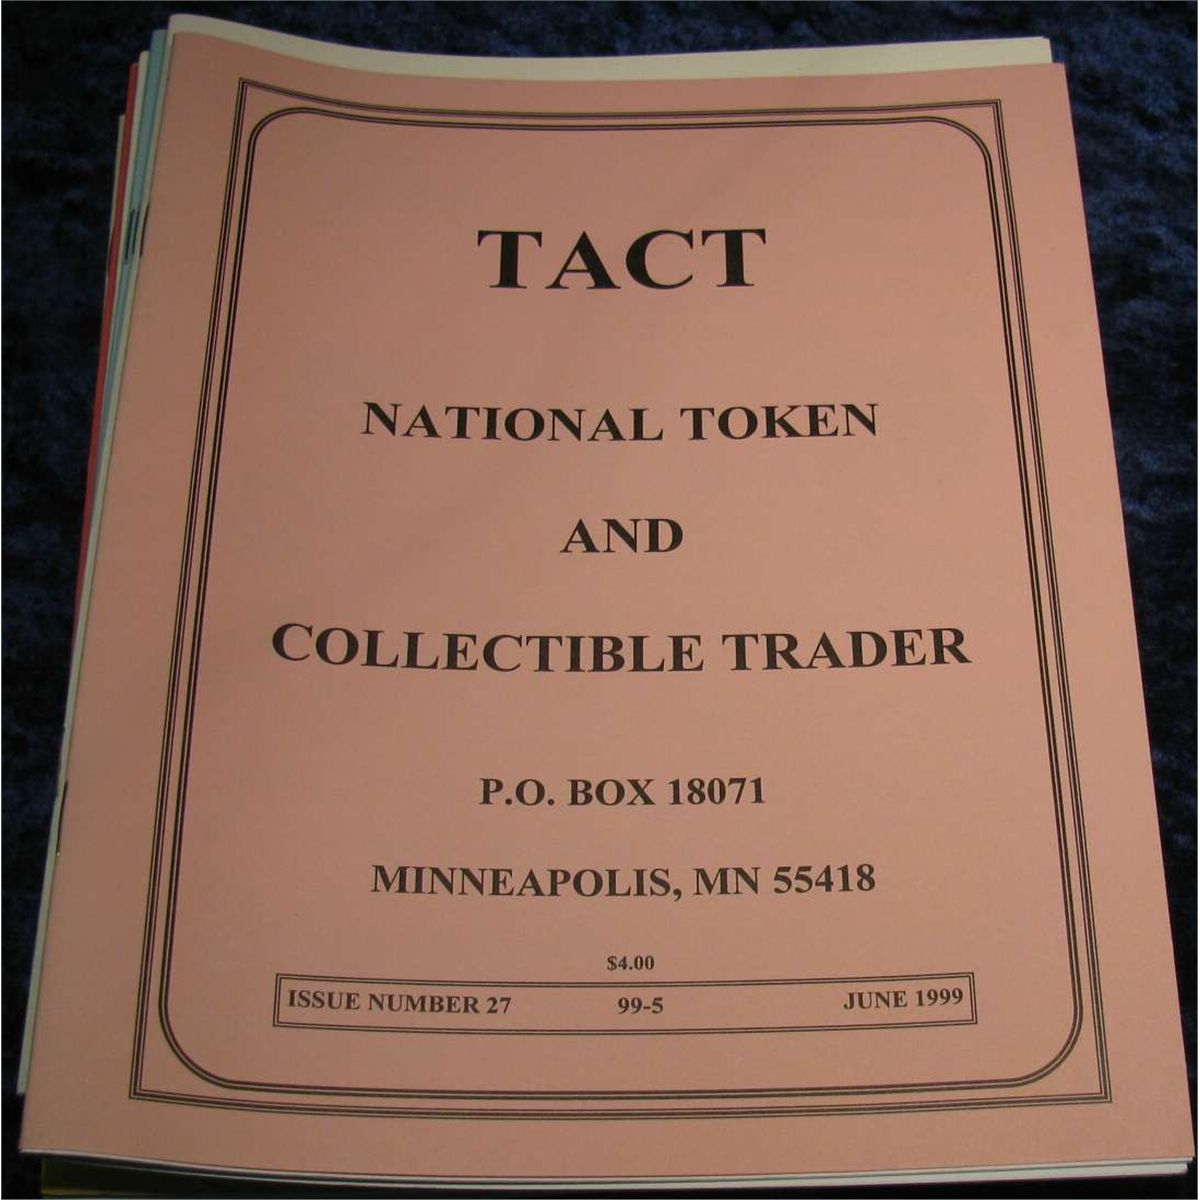 TACT
NATIONAL TOKEN
AND
COLLECTIBLE TRADER
P.O. BOX 18071
MINNEAPOLIS, MN 55418
$4.00
ISSUE NUMBER 27 99-5 JUNE 1999